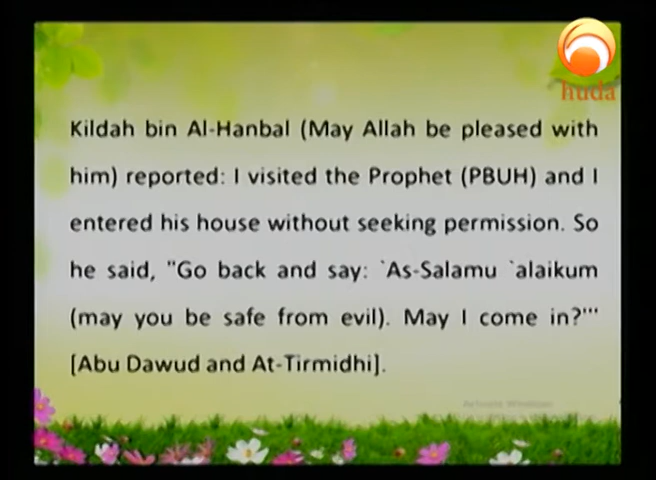 huda
Kildah bin Al-Hanbal (May Allah be pleased with
him) reported: I visited the Prophet (PBUH) and I
entered his house without seeking permission. So
he said, "Go back and say: `As-Salamu `alaikum
(may you be safe from evil). May I come in?'"
[Abu Dawud and At-Tirmidhi].